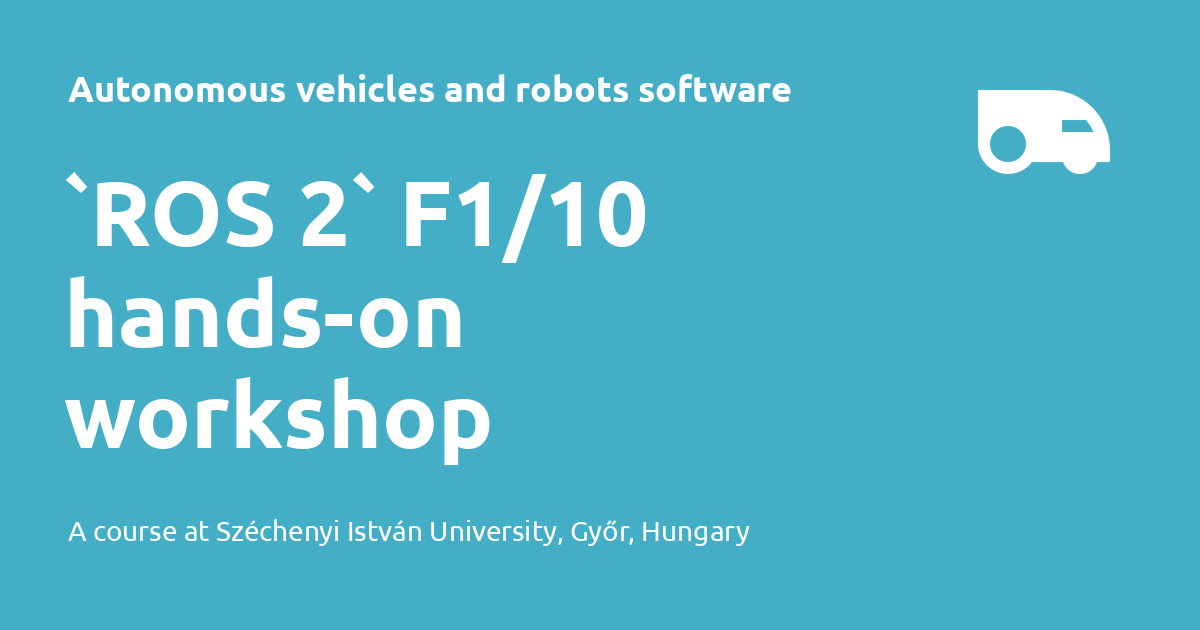 Autonomous vehicles and robots software
`ROS 2` F1/10
hands-on
workshop
A course at Széchenyi István University, Győr, Hungary